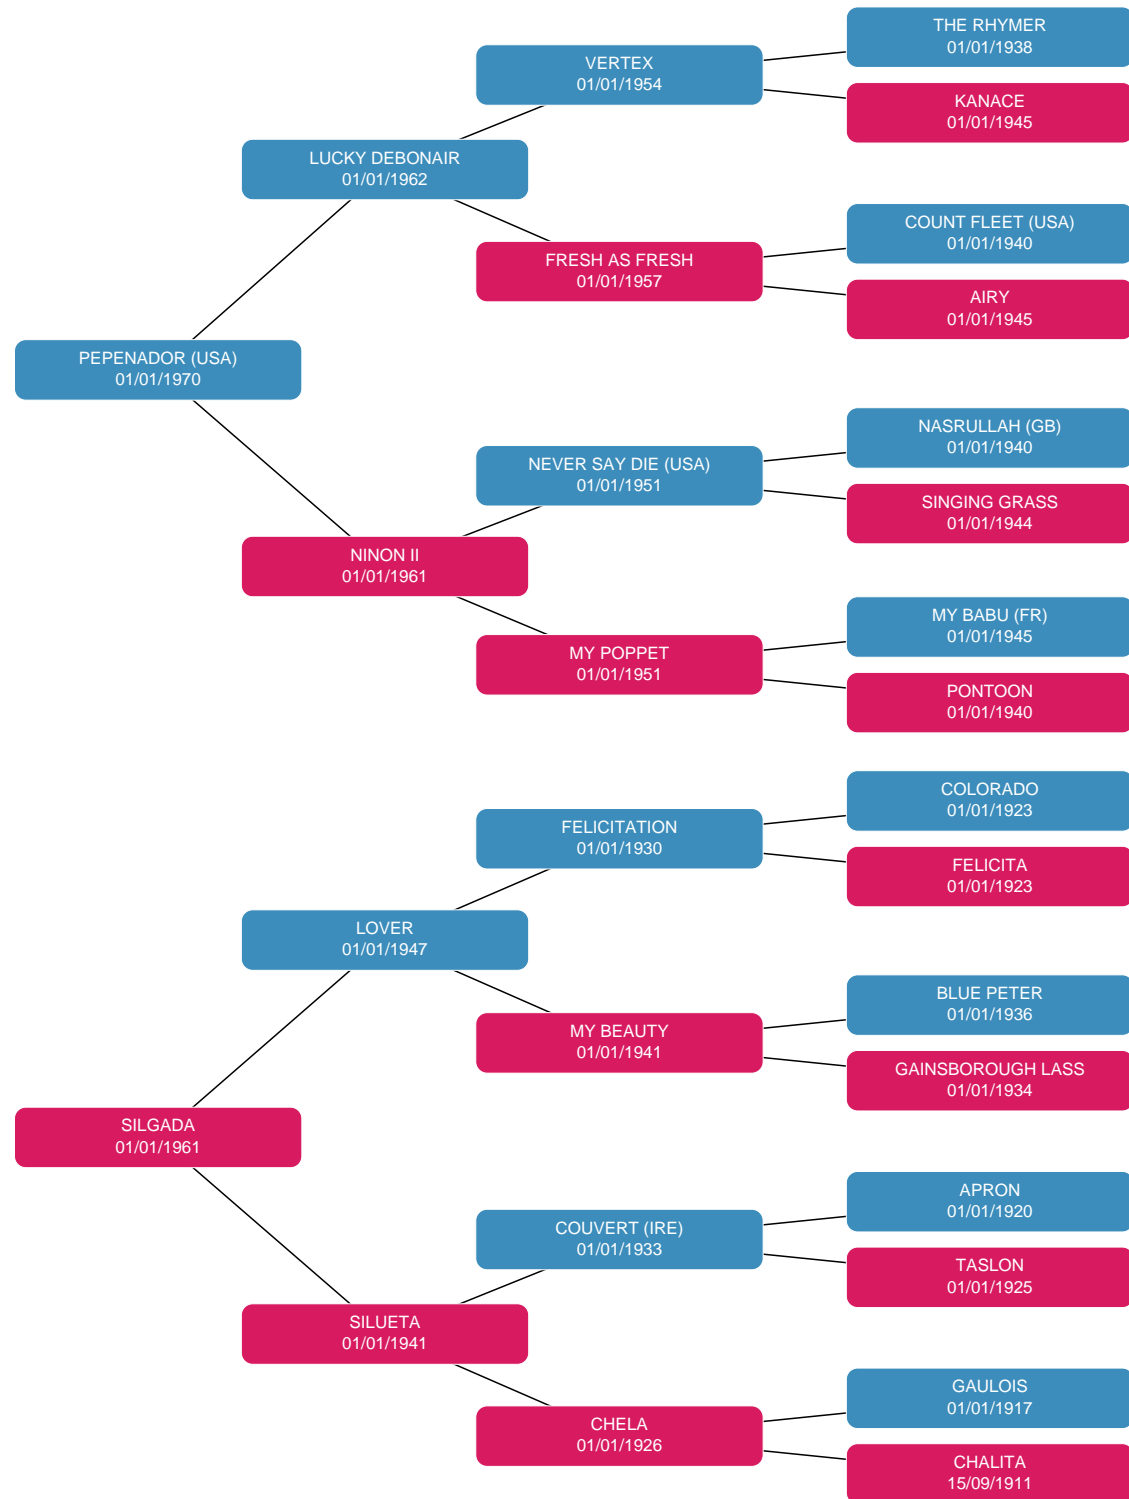 THE RHYMER
01/01/1938
VERTEX
01/01/1954
KANACE
01/01/1945
LUCKY DEBONAIR
01/01/1962
COUNT FLEET (USA)
01/01/1940
FRESH AS FRESH
01/01/1957
AIRY
01/01/1945
PEPENADOR (USA)
01/01/1970
NASRULLAH (GB)
01/01/1940
NEVER SAY DIE (USA)
01/01/1951
SINGING GRASS
01/01/1944
NINON II
01/01/1961
MY BABU (FR)
01/01/1945
MY POPPET
01/01/1951
PONTOON
01/01/1940
COLORADO
01/01/1923
FELICITATION
01/01/1930
FELICITA
01/01/1923
LOVER
01/01/1947
BLUE PETER
01/01/1936
MY BEAUTY
01/01/1941
GAINSBOROUGH LASS
01/01/1934
SILGADA
01/01/1961
APRON
01/01/1920
COUVERT (IRE)
01/01/1933
TASLON
01/01/1925
SILUETA
01/01/1941
GAULOIS
01/01/1917
CHELA
01/01/1926
CHALITA
15/09/1911